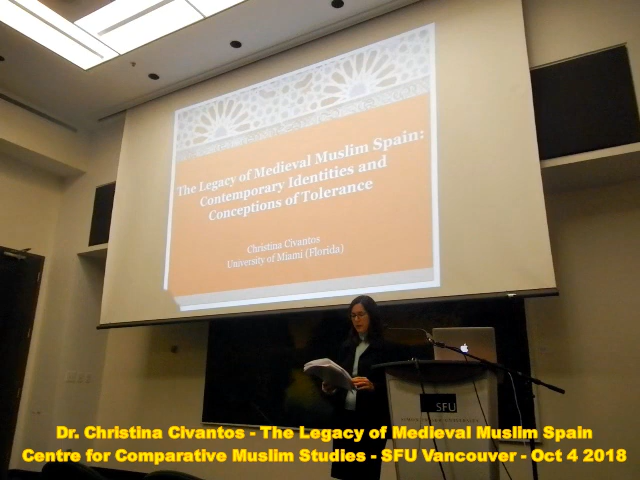 The Legacy of Medieval Muslim Spain:
Contemporary Identities and
Conceptions of Tolerance
Christina Civantos
University of Miami (Florida)
SFU
Dr. Christina Civantos - The Legacy of Medieval Muslim Spain
Centre for Comparative Muslim Studies - SFU Vancouver - Oct 4 2018